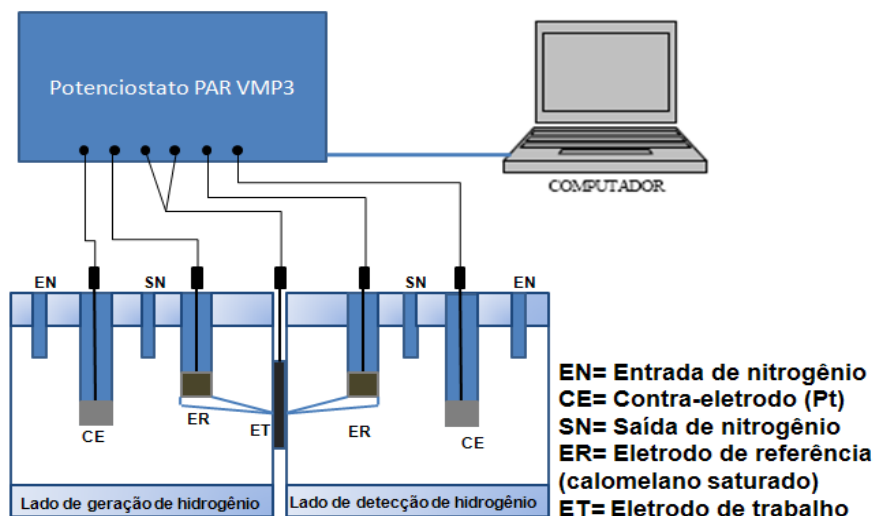 Potenciostato PAR VMP3
COMPUTADOR
EN
SN
SN
EN
CE
ER
ET
ER
CE
Lado de geração de hidrogênio
Lado de detecção de hidrogênio
EN= Entrada de nitrogênio
CE= Contra-eletrodo (Pt)
SN= Saída de nitrogênio
ER= Eletrodo de referência
(calomelano saturado)
ET= Eletrodo de trabalho